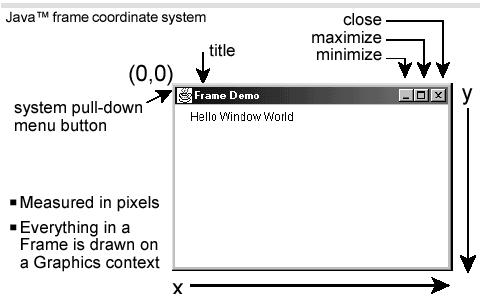 Java™ frame coordinate system
close
maximize
minimize
title
(0,0)
system pull-down
menu button
Frame Demo
Hello Window World
y
▪ Measured in pixels
▪ Everything in a
Frame is drawn on
a Graphics context
x